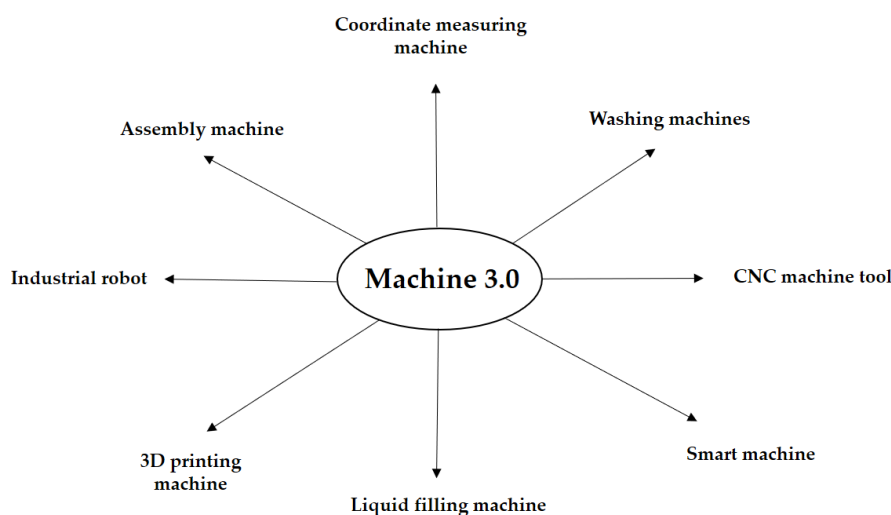 Coordinate measuring
machine
Assembly machine
Washing machines
Industrial robot
Machine 3.0
CNC machine tool
3D printing
machine
Smart machine
Liquid filling machine